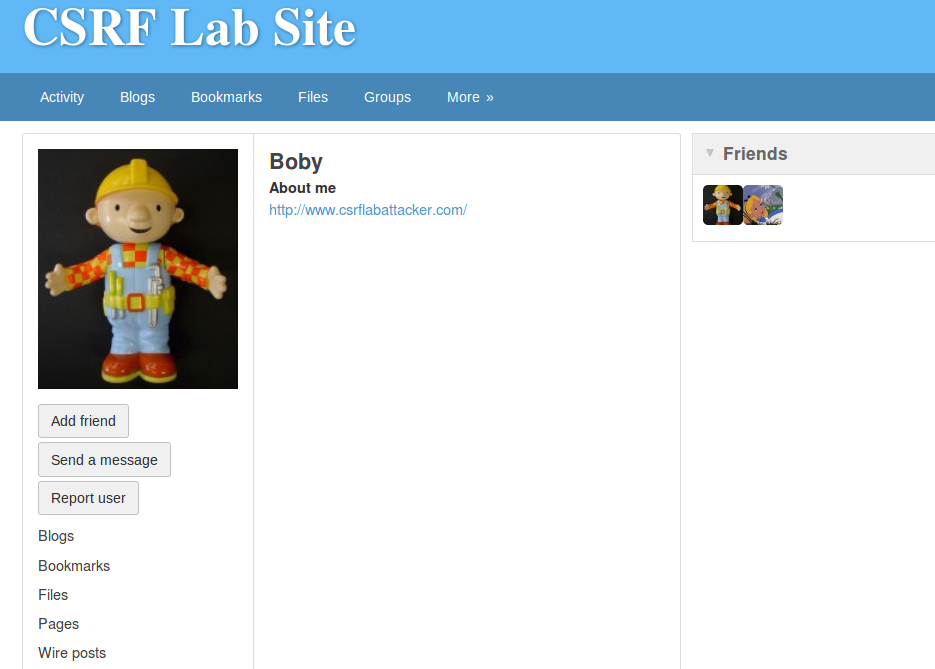 CSRF Lab Site
Activity Blogs Bookmarks Files Groups More »
Boby
About me
http://www.csrflabattacker.com/
Add friend
Send a message
Report user
Blogs
Bookmarks
Files
Pages
Wire posts
Friends